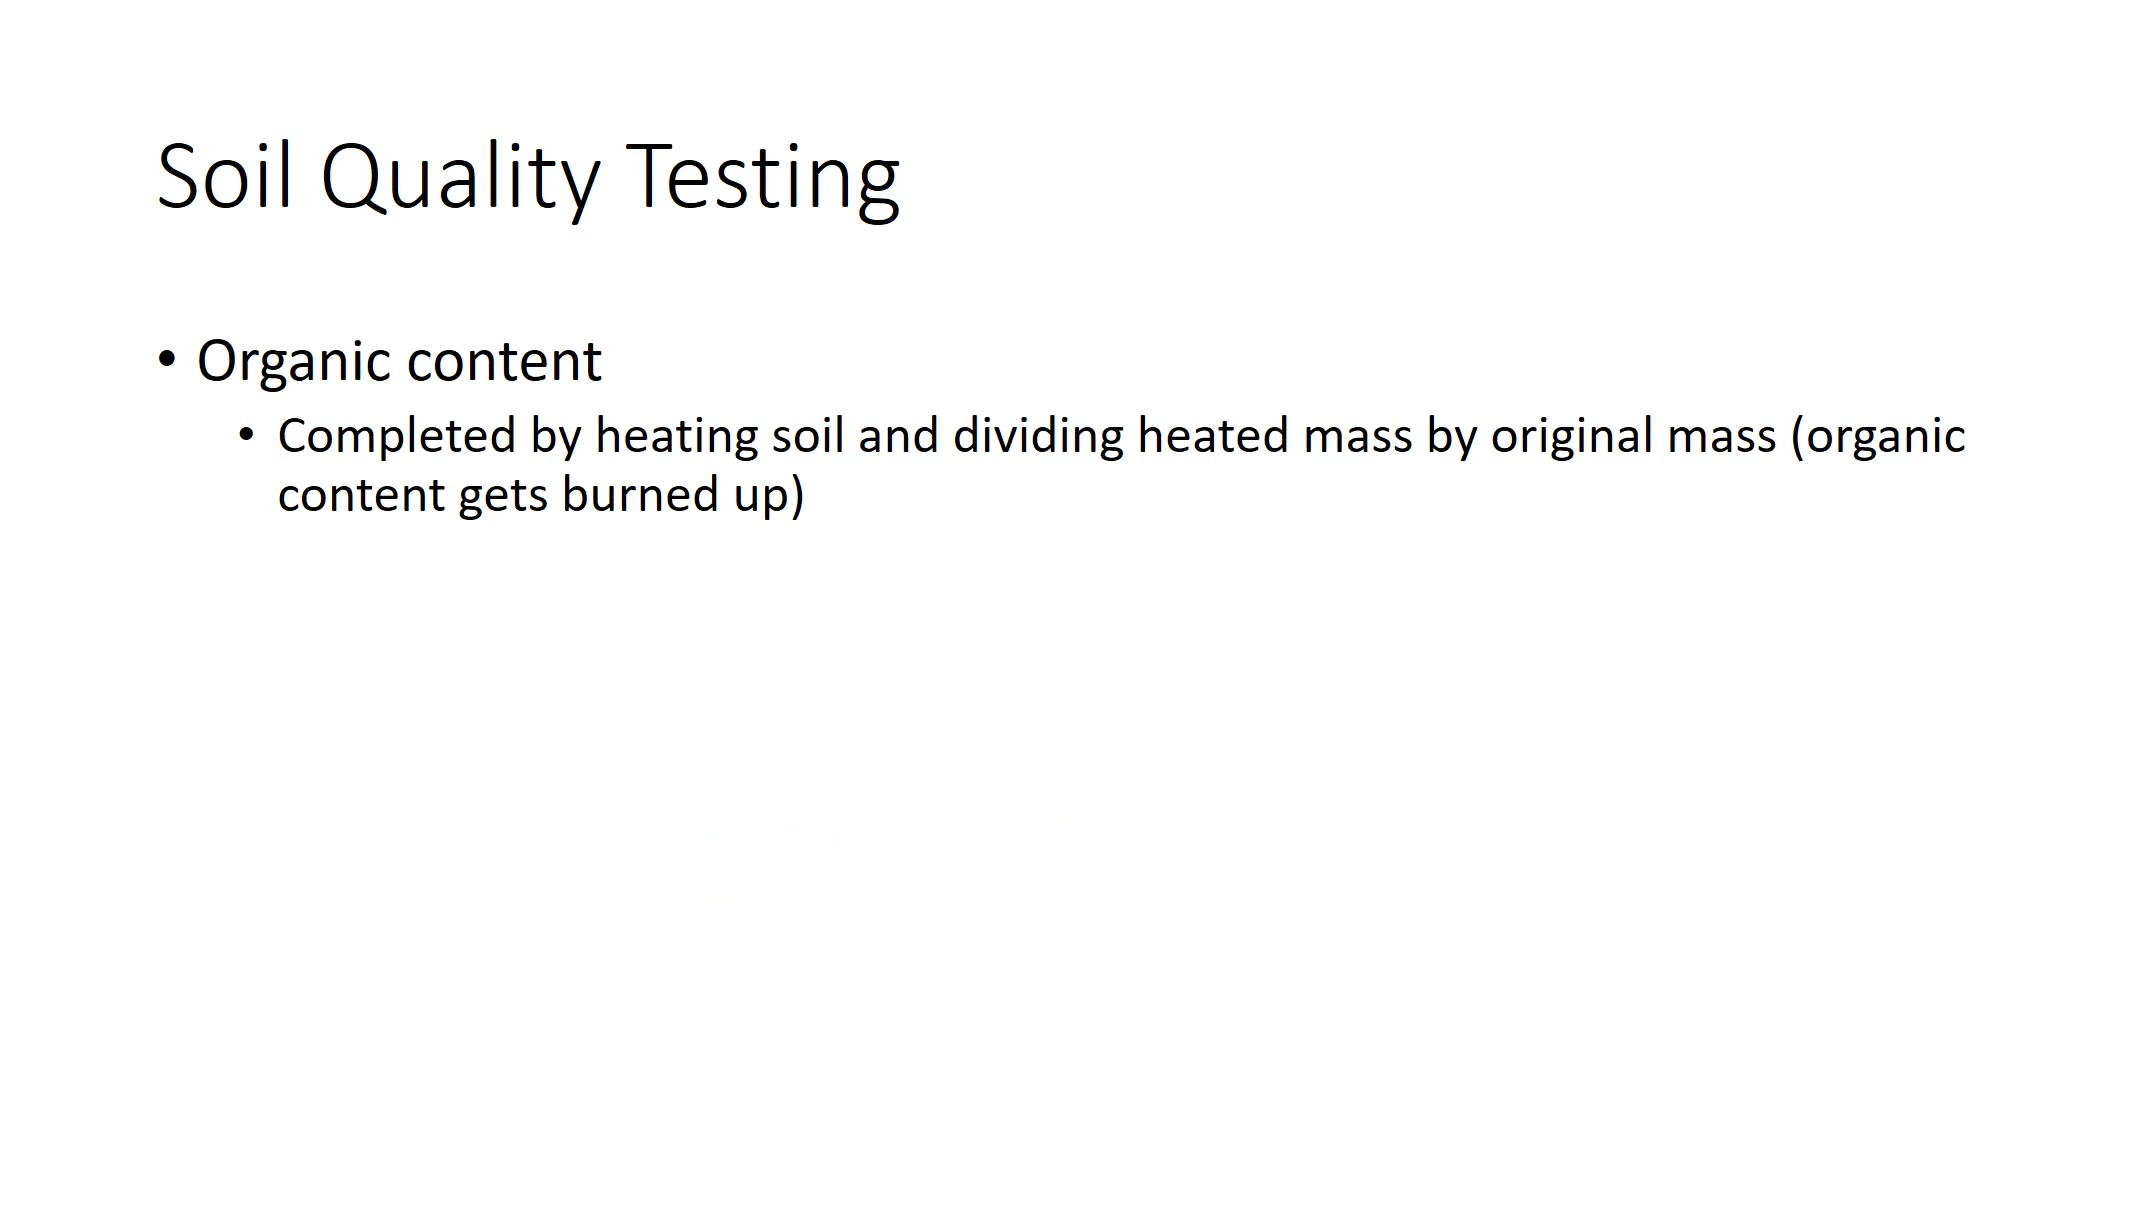 Soil Quality Testing
• Organic content
• Completed by heating soil and dividing heated mass by original mass (organic
content gets burned up)